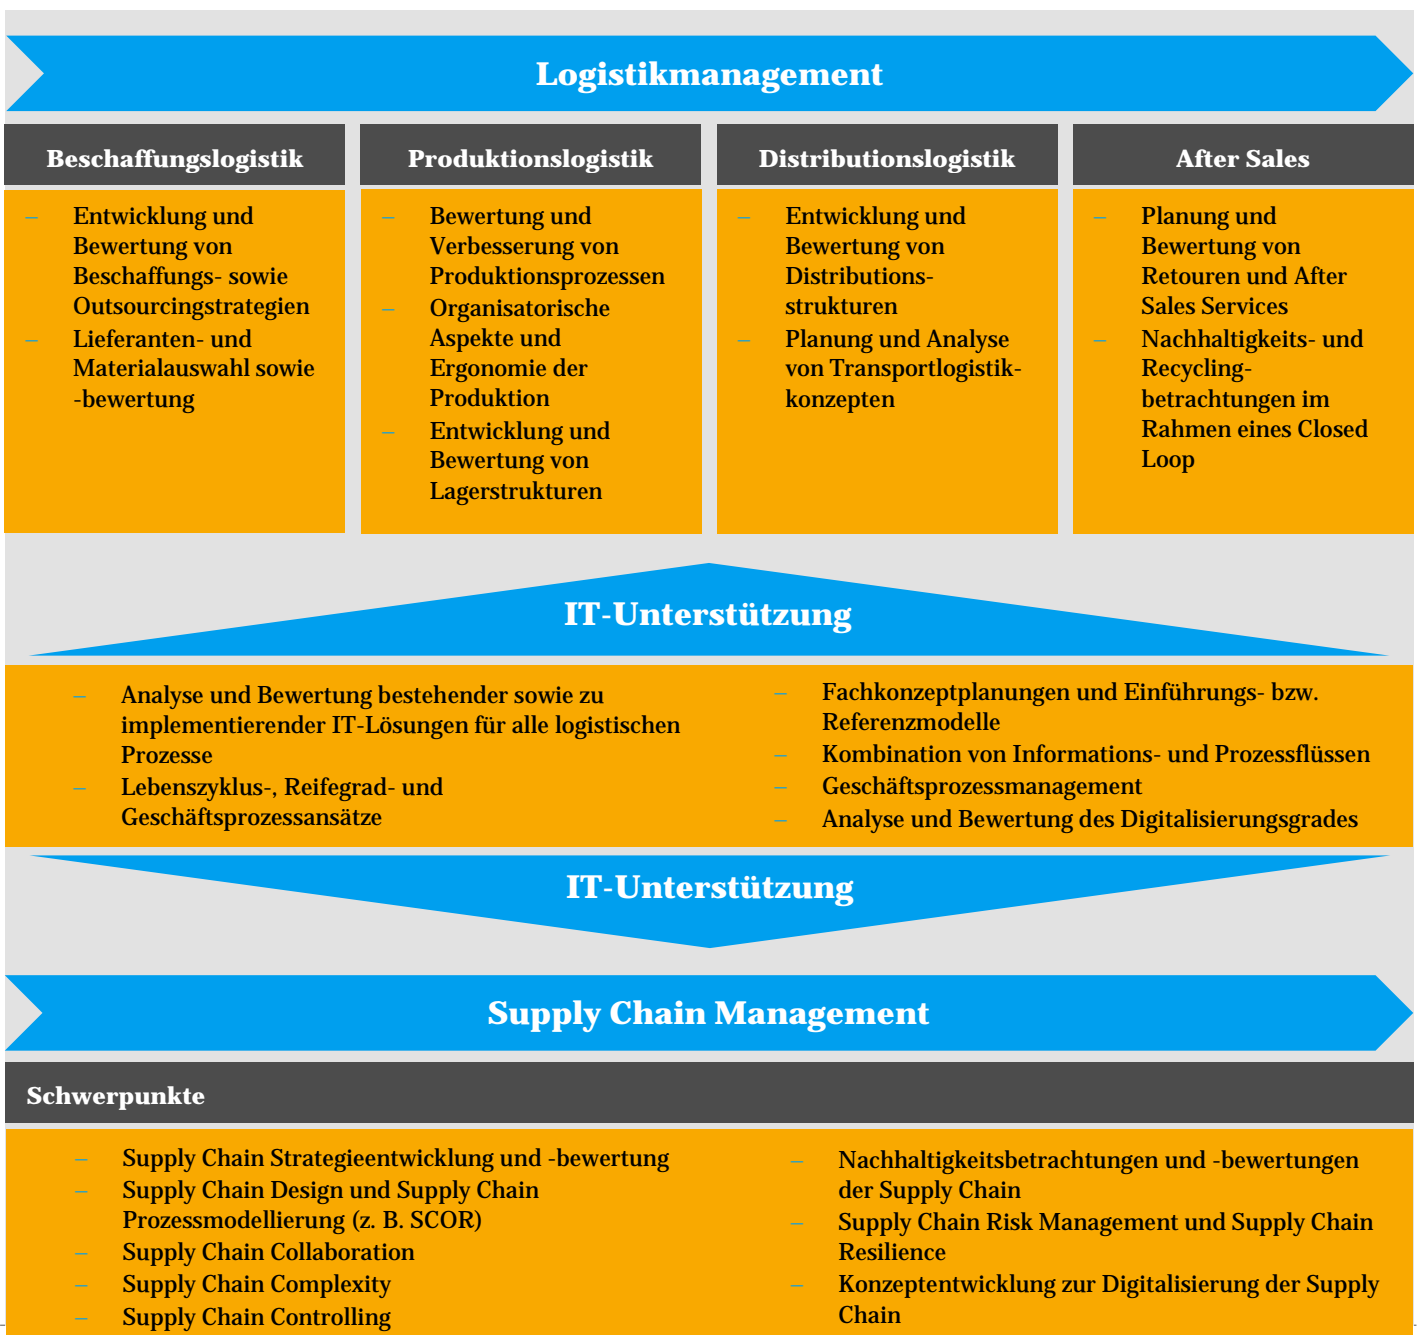 Logistikmanagement
Beschaffungslogistik
– Entwicklung und
Bewertung von
Beschaffungs- sowie
Outsourcingstrategien
– Lieferanten- und
Materialauswahl sowie
-bewertung
Produktionslogistik
– Bewertung und
Verbesserung von
Produktionsprozessen
– Organisatorische
Aspekte und
Ergonomie der
Produktion
– Entwicklung und
Bewertung von
Lagerstrukturen
Distributionslogistik
– Entwicklung und
Bewertung von
Distributions-
strukturen
– Planung und Analyse
von Transportlogistik-
konzepten
After Sales
– Planung und
Bewertung von
Retouren und After
Sales Services
– Nachhaltigkeits- und
Recycling-
betrachtungen im
Rahmen eines Closed
Loop
IT-Unterstützung
– Analyse und Bewertung bestehender sowie zu
implementierender IT-Lösungen für alle logistischen
Prozesse
– Lebenszyklus-, Reifegrad- und
Geschäftsprozessansätze
– Fachkonzeptplanungen und Einführungs- bzw.
Referenzmodelle
– Kombination von Informations- und Prozessflüssen
– Geschäftsprozessmanagement
– Analyse und Bewertung des Digitalisierungsgrades
IT-Unterstützung
Supply Chain Management
Schwerpunkte
– Supply Chain Strategieentwicklung und -bewertung
– Supply Chain Design und Supply Chain
Prozessmodellierung (z. B. SCOR)
– Supply Chain Collaboration
– Supply Chain Complexity
– Supply Chain Controlling
– Nachhaltigkeitsbetrachtungen und -bewertungen
der Supply Chain
– Supply Chain Risk Management und Supply Chain
Resilience
– Konzeptentwicklung zur Digitalisierung der Supply
Chain